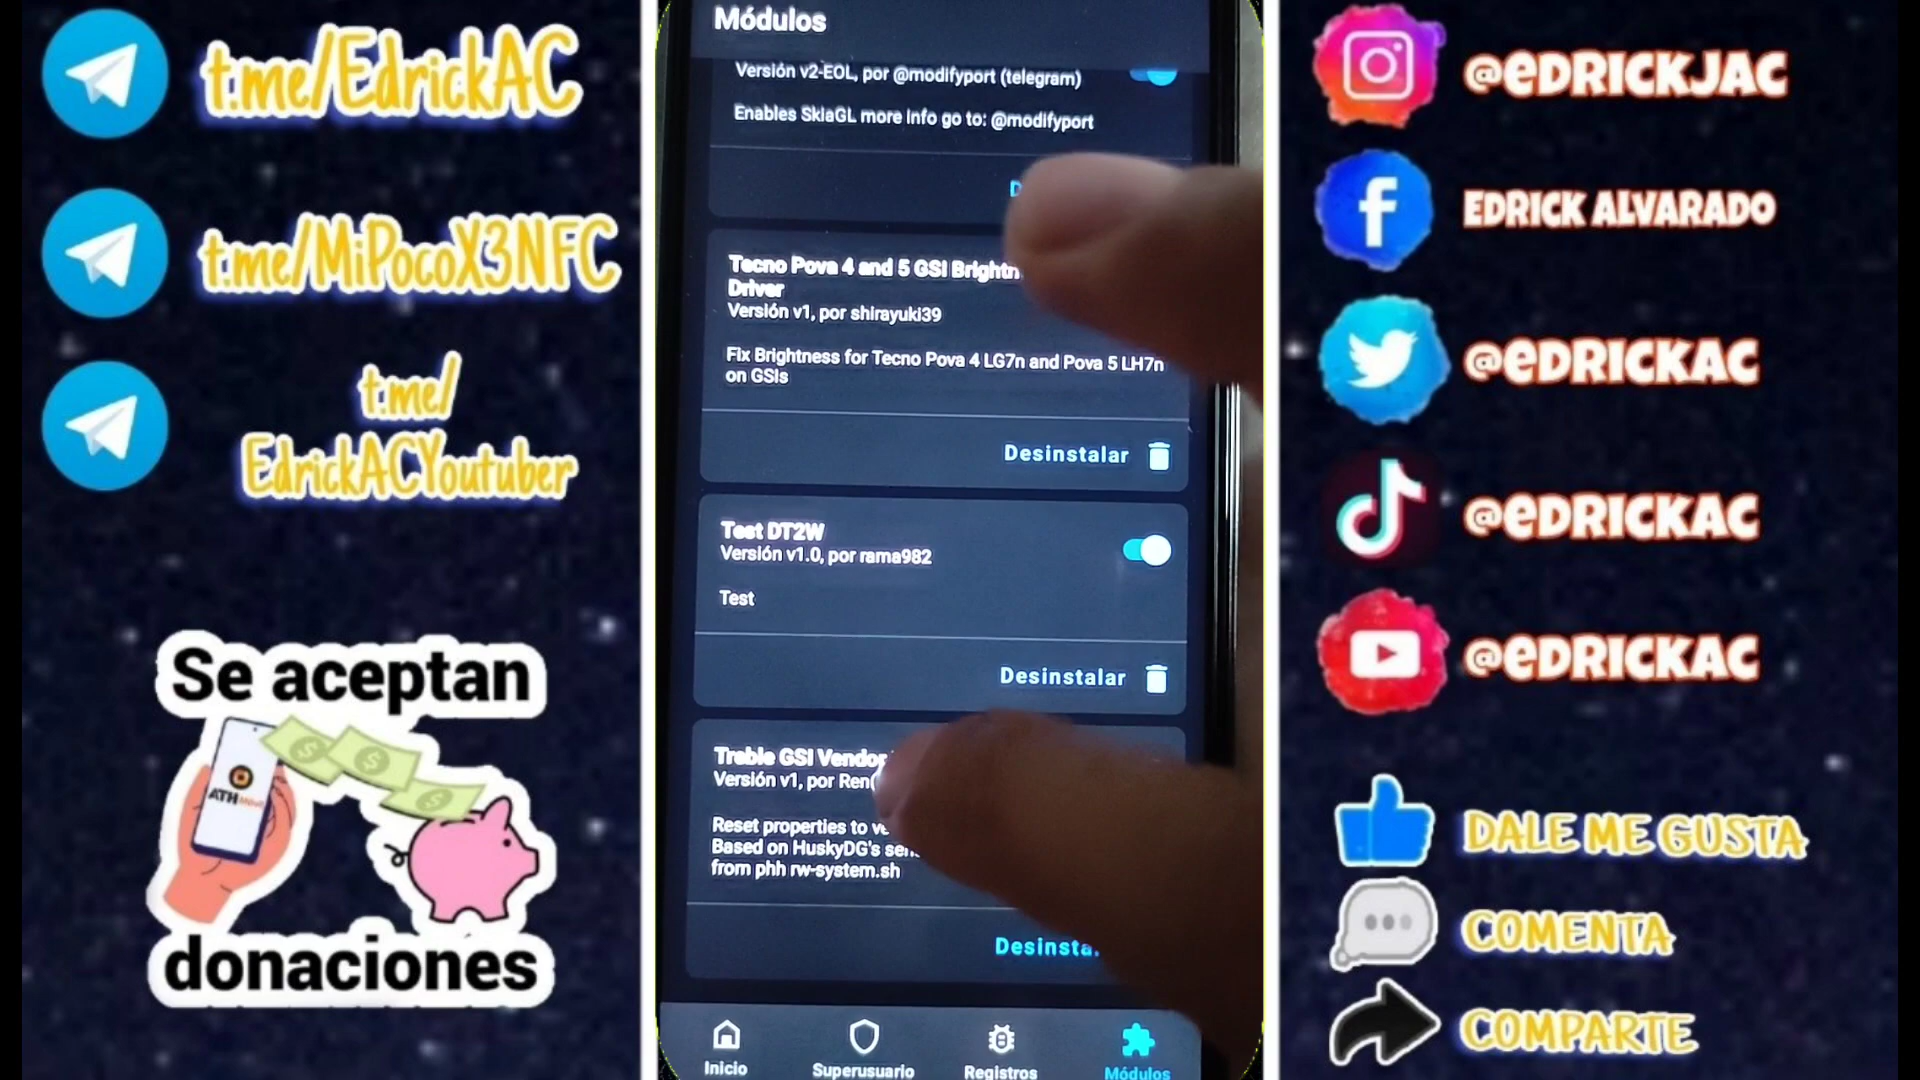 t.me/EdrickAC
t.me/MiPocoX3NFC
t.me/
EdrickACYoutuber
Se aceptan
ATH
donaciones
Módulos
Versión v2-EOL, por @modifyport (telegram)
Enables SkiaGL more info go to: @modifyport
Tecno Pova 4 and 5 GSI
Driver
Versión v1, por shirayuki39
Fix Brightness for Tecno Pova 4 LG7n and Pova 5 LH7n
on GSIs
Desinstalar
Test DT2W
Versión v1.0, por rama982
Test
Desinstalar
Treble GSI Vendor
Versión v1, por
Reset properties to
Based on HuskyDG's
from phh rw-system.sh
Inicio
Superusuario
Registros
Módulos
@EDRICKJAC
EDRICK ALVARADO
@EDRICKAC
@EDRICKAC
@EDRICKAC
DALE ME GUSTA
COMENTA
COMPARTE